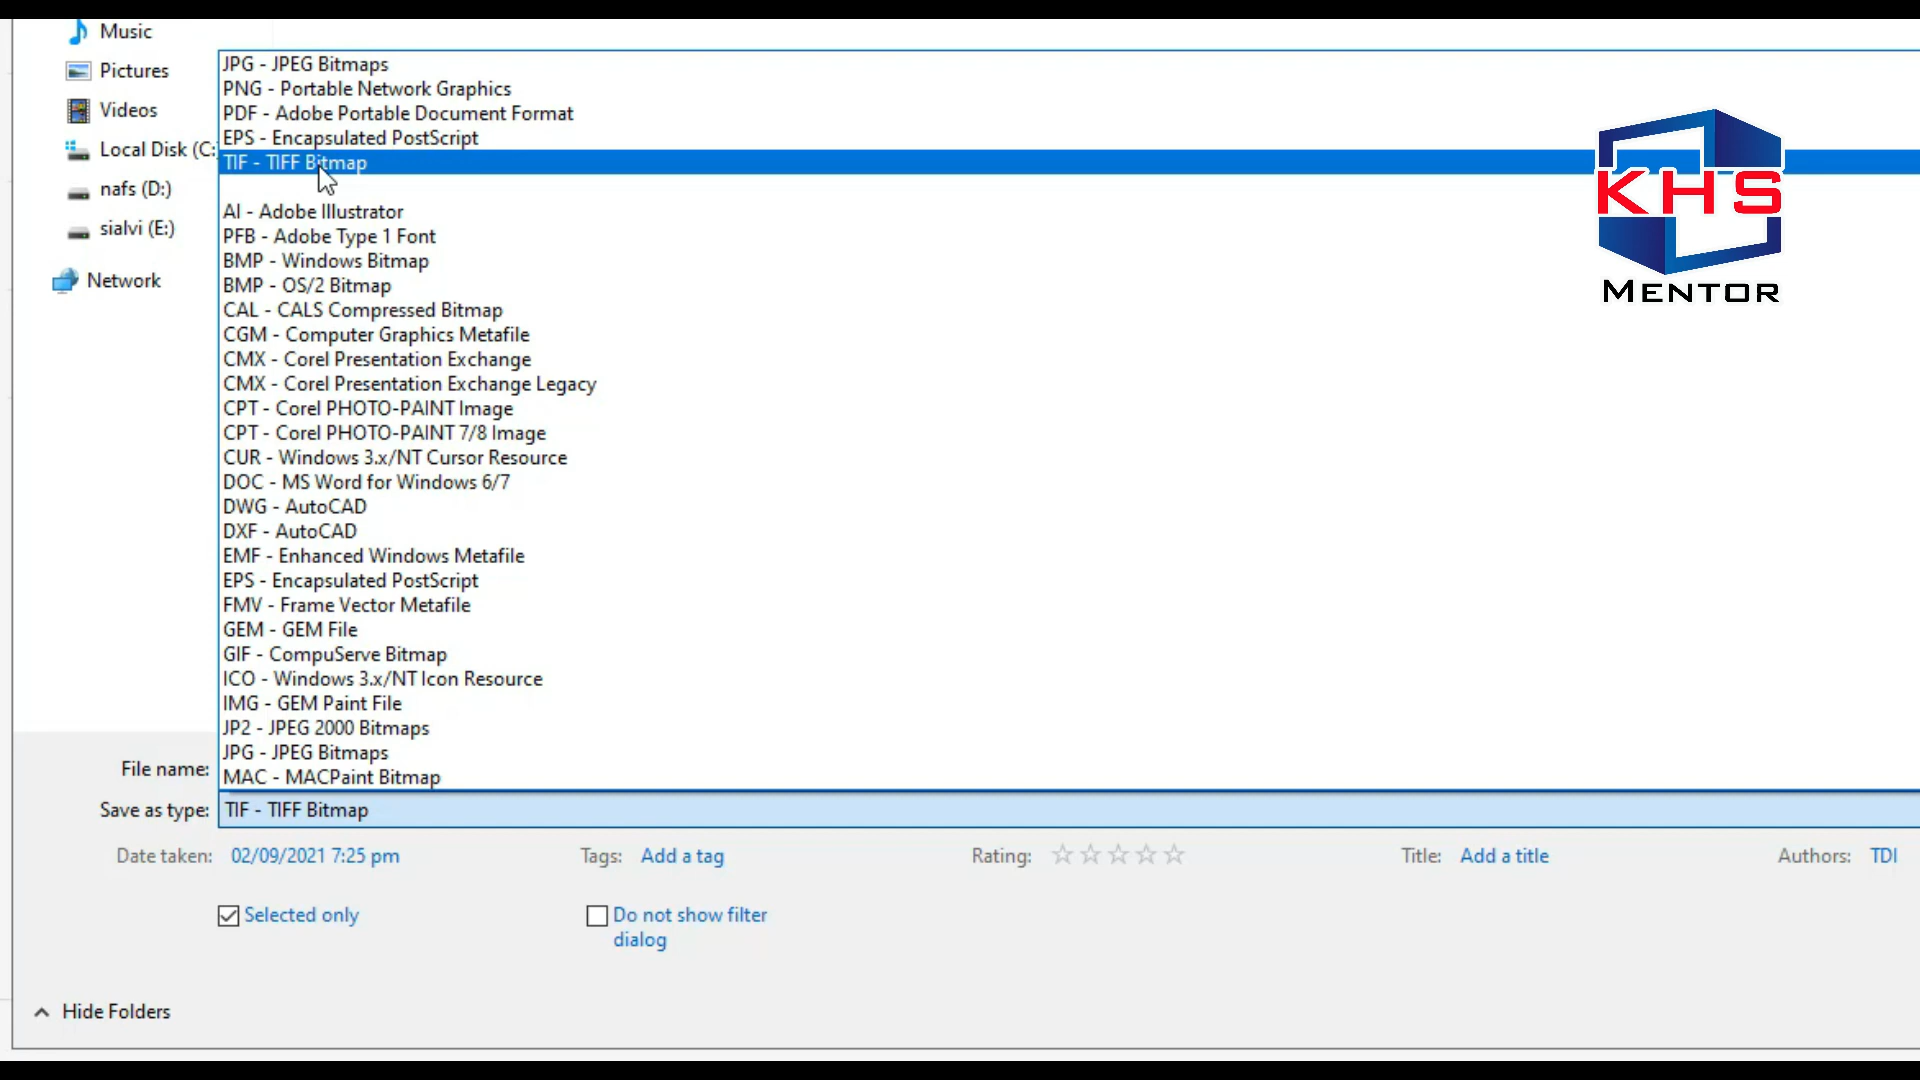 Music
Pictures
Videos
Local Disk (C:
nafs (D:)
sialvi (E:)
Network
JPG - JPEG Bitmaps
PNG - Portable Network Graphics
PDF - Adobe Portable Document Format
EPS - Encapsulated PostScript
TIF - TIFF Bitmap
AI - Adobe Illustrator
PFB - Adobe Type 1 Font
BMP - Windows Bitmap
BMP - OS/2 Bitmap
CAL - CALS Compressed Bitmap
CGM - Computer Graphics Metafile
CMX - Corel Presentation Exchange
CMX - Corel Presentation Exchange Legacy
CPT - Corel PHOTO-PAINT Image
CPT - Corel PHOTO-PAINT 7/8 Image
CUR - Windows 3.x/NT Cursor Resource
DOC - MS Word for Windows 6/7
DWG - AutoCAD
DXF - AutoCAD
EMF - Enhanced Windows Metafile
EPS - Encapsulated PostScript
FMV - Frame Vector Metafile
GEM - GEM File
GIF - CompuServe Bitmap
ICO - Windows 3.x/NT Icon Resource
IMG - GEM Paint File
JP2 - JPEG 2000 Bitmaps
JPG - JPEG Bitmaps
MAC - MACPaint Bitmap
KHS
MENTOR
File name:
Save as type: TIF - TIFF Bitmap
Date taken: 02/09/2021 7:25 pm Tags: Add a tag Rating: Title: Add a title Authors: TDI
Selected only
Do not show filter
dialog
Hide Folders